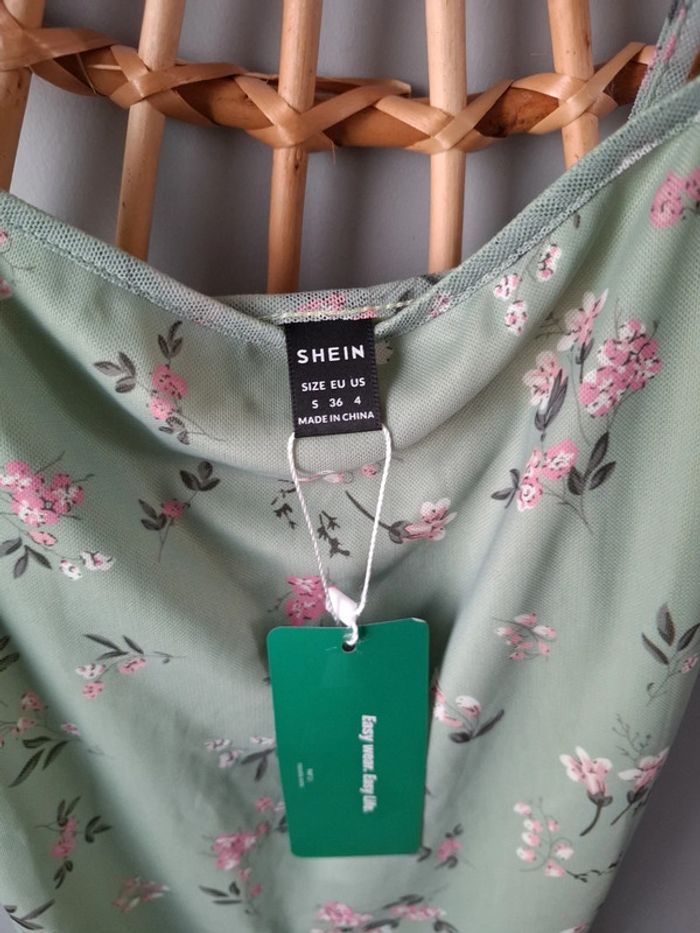 SHEIN
SIZE EU US
S 36 4
MADE IN CHINA
Easy wear. Easy life.